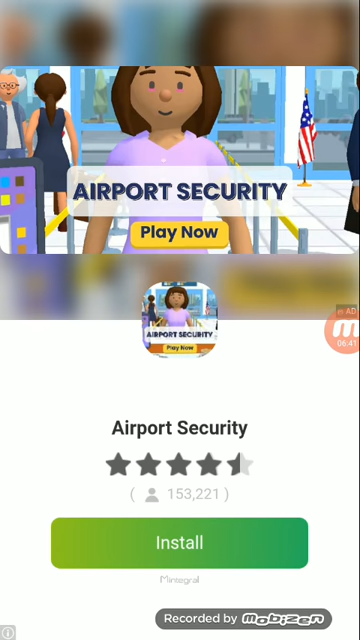 AIRPORT SECURITY
Play Now
AIRPORT SECURITY
Play Now
AD
06:41
Airport Security
( 153,221 )
Install
Mintegral
Recorded by MOBIZEN